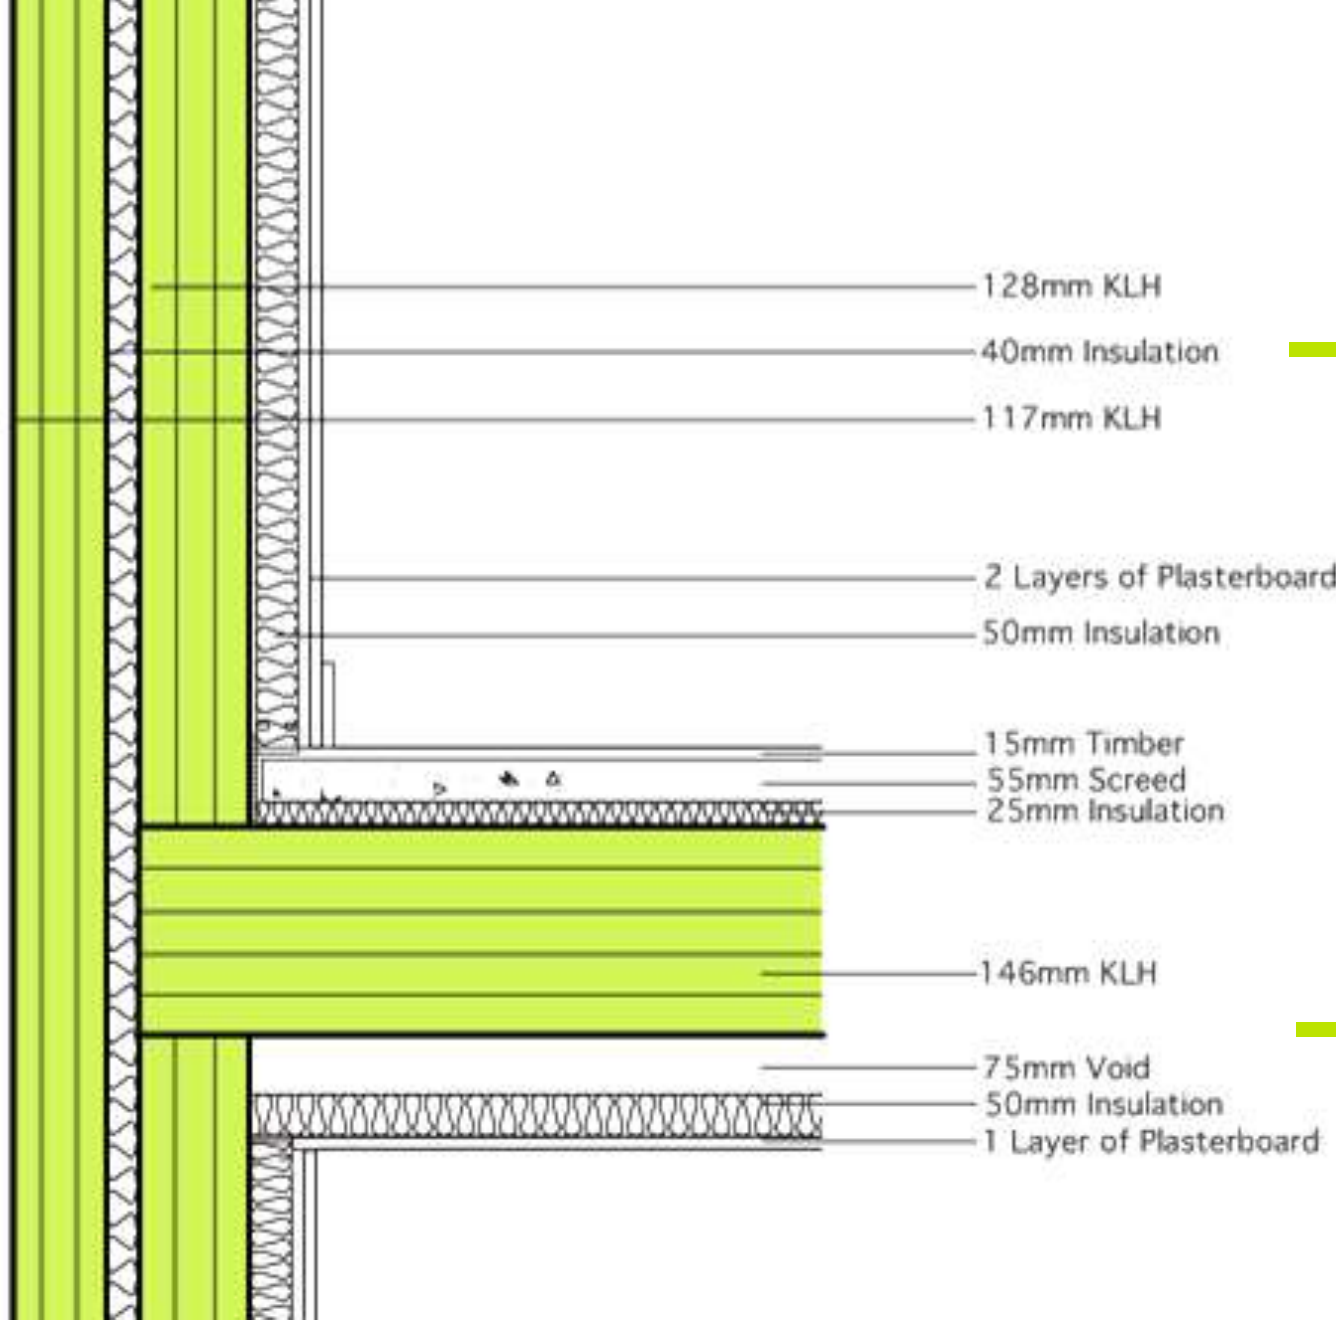 128mm KLH
40mm Insulation
117mm KLH
2 Layers of Plasterboard
50mm Insulation
15mm Timber
55mm Screed
25mm Insulation
146mm KLH
75mm Void
50mm Insulation
1 Layer of Plasterboard